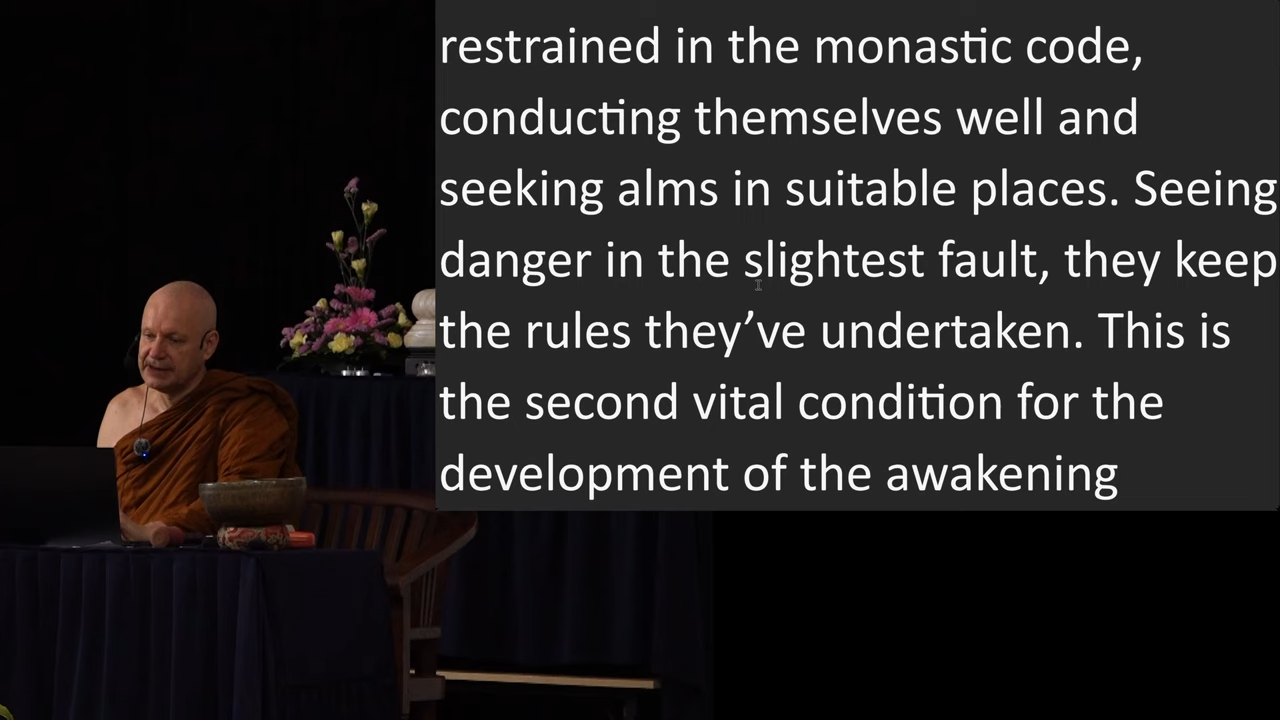 restrained in the monastic code,
conducting themselves well and
seeking alms in suitable places. Seeing
danger in the slightest fault, they keep
the rules they’ve undertaken. This is
the second vital condition for the
development of the awakening